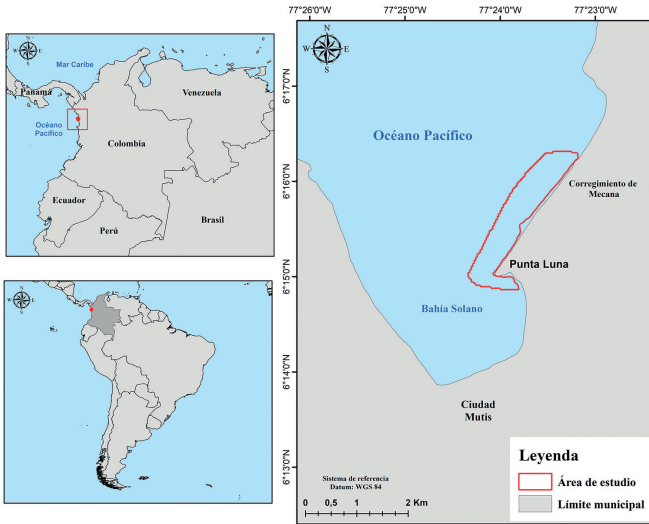 N
W E
S
Mar Caribe
Panamá
Venezuela
Océano
Pacífico
Colombia
Ecuador
Perú
Brasil
N
W E
S
77°26'0"W 77°25'0"W 77°24'0"W 77°23'0"W
N
W E
S
6°17'0"N
Océano Pacífico
6°16'0"N
Corregimiento de
Mecana
Punta Luna
6°15'0"N
Bahía Solano
6°14'0"N
Ciudad
Mutis
6°13'0"N
Sistema de referencia
Datum: WGS 84
0 0,5 1 2 Km
Leyenda
Área de estudio
Límite municipal